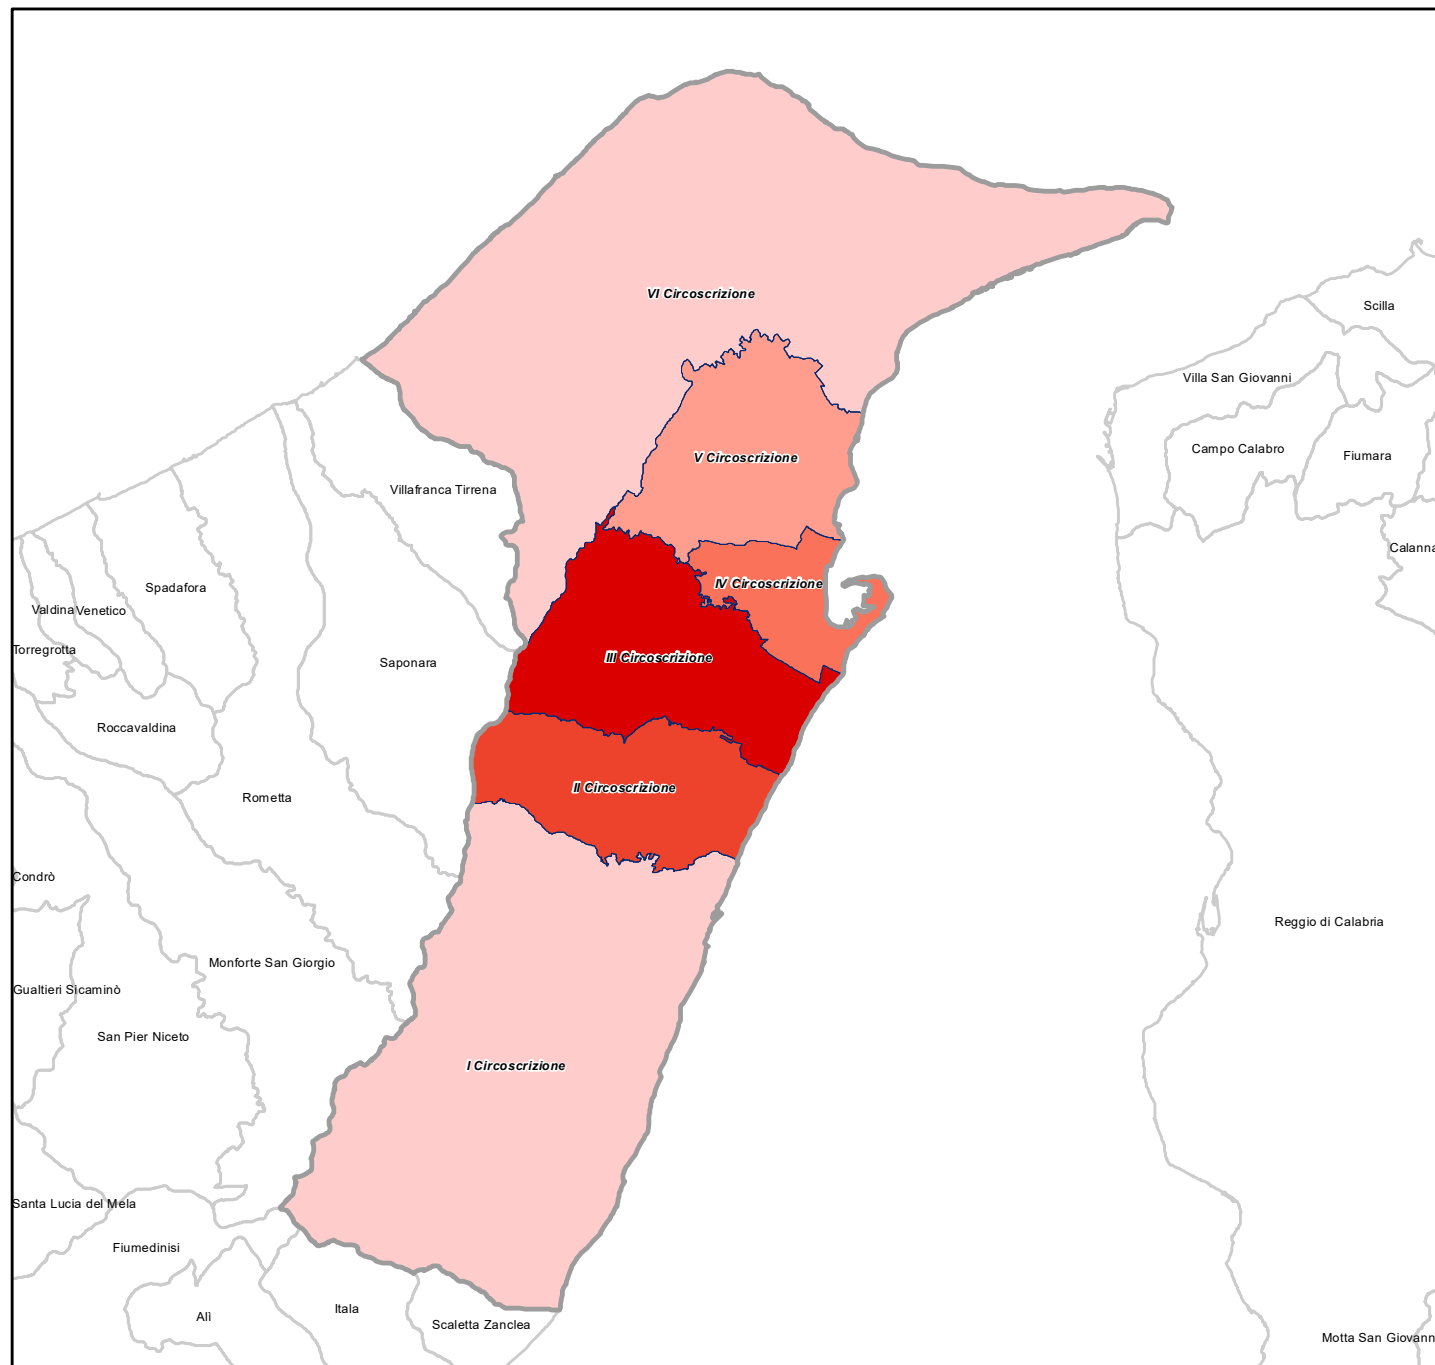 VI Circoscrizione
Scilla
Villa San Giovanni
Campo Calabro
Fiumara
V Circoscrizione
Villafranca Tirrena
Calanna
IV Circoscrizione
Spadafora
Valdina
Venetico
Torregrotta
Saponara
III Circoscrizione
Roccavaldina
II Circoscrizione
Rometta
Condrò
Reggio di Calabria
Monforte San Giorgio
Gualtieri Sicaminò
San Pier Niceto
I Circoscrizione
Santa Lucia del Mela
Fiumedinisi
Itala
Alì
Scaletta Zanclea
Motta San Giovann